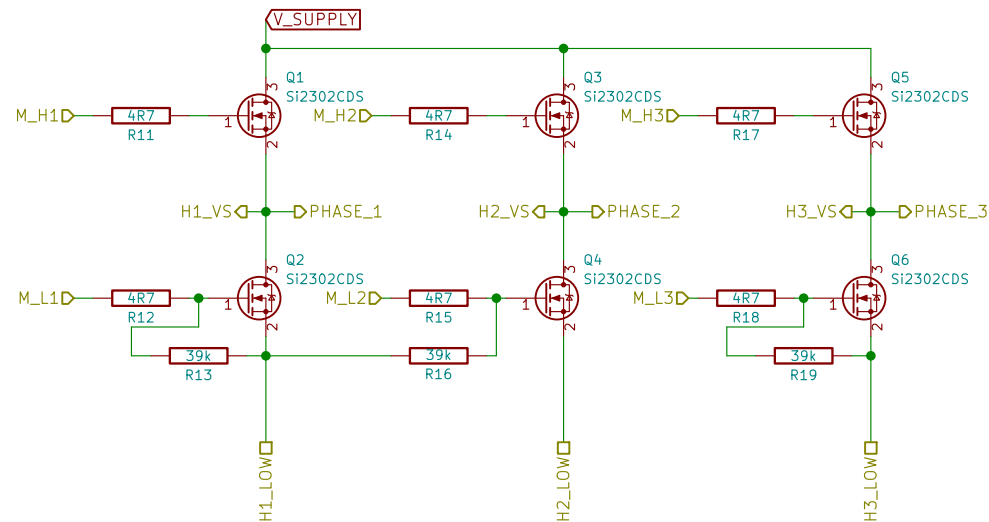 V_SUPPLY
Q1
Si2302CDS
3
M_H1
4R7
R11
1
2
Q3
Si2302CDS
3
M_H2
4R7
R14
1
2
Q5
Si2302CDS
3
M_H3
4R7
R17
1
2
H1_VS
PHASE_1
H2_VS
PHASE_2
H3_VS
PHASE_3
Q2
Si2302CDS
3
M_L1
4R7
R12
1
2
39k
R13
Q4
Si2302CDS
3
M_L2
4R7
R15
1
2
39k
R16
Q6
Si2302CDS
3
M_L3
4R7
R18
1
2
39k
R19
H1_LOW
H2_LOW
H3_LOW